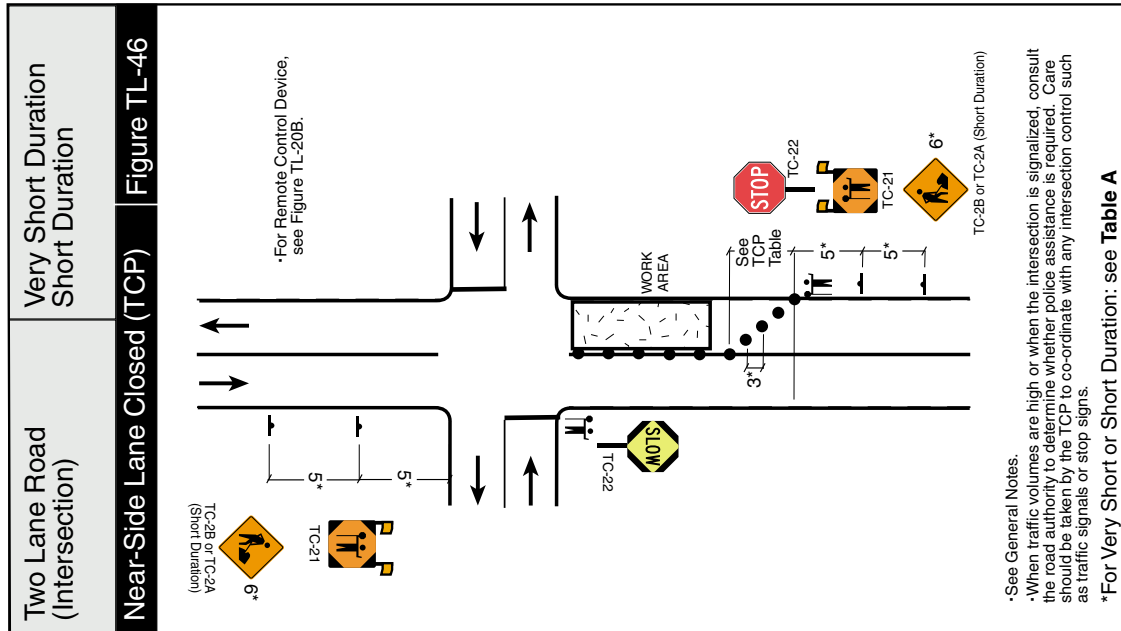 Two Lane Road
(Intersection)
Very Short Duration
Short Duration
Near-Side Lane Closed (TCP)
Figure TL-46
•For Remote Control Device,
see Figure TL-20B.
TC-2B or TC-2A
(Short Duration)
6*
TC-21
5*
5*
TC-22
SLOW
WORK
AREA
3*
See
TCP
Table
5*
5*
STOP
TC-22
TC-21
6*
TC-2B or TC-2A (Short Duration)
•See General Notes.
•When traffic volumes are high or when the intersection is signalized, consult
the road authority to determine whether police assistance is required. Care
should be taken by the TCP to co-ordinate with any intersection control such
as traffic signals or stop signs.
*For Very Short or Short Duration: see Table A